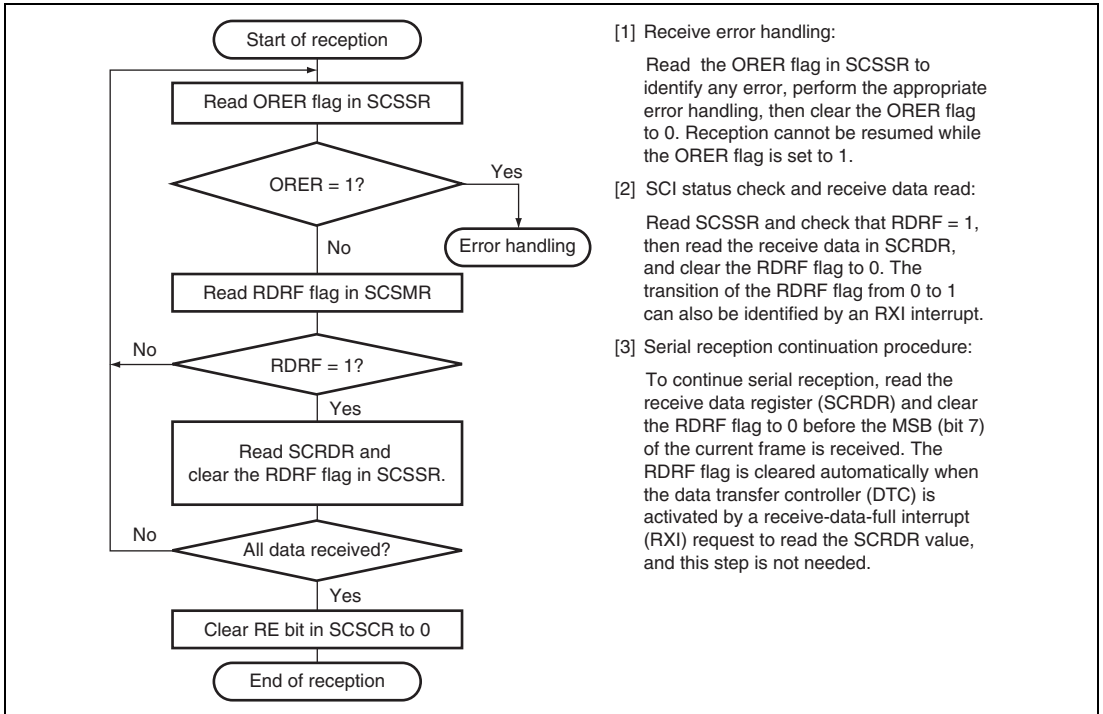 Start of reception
Read ORER flag in SCSSR
ORER = 1?
Yes
Error handling
No
Read RDRF flag in SCSMR
No
RDRF = 1?
Yes
Read SCRDR and
clear the RDRF flag in SCSSR.
No
All data received?
Yes
Clear RE bit in SCSCR to 0
End of reception
[1] Receive error handling:
Read the ORER flag in SCSSR to
identify any error, perform the appropriate
error handling, then clear the ORER flag
to 0. Reception cannot be resumed while
the ORER flag is set to 1.
[2] SCI status check and receive data read:
Read SCSSR and check that RDRF = 1,
then read the receive data in SCRDR,
and clear the RDRF flag to 0. The
transition of the RDRF flag from 0 to 1
can also be identified by an RXI interrupt.
[3] Serial reception continuation procedure:
To continue serial reception, read the
receive data register (SCRDR) and clear
the RDRF flag to 0 before the MSB (bit 7)
of the current frame is received. The
RDRF flag is cleared automatically when
the data transfer controller (DTC) is
activated by a receive-data-full interrupt
(RXI) request to read the SCRDR value,
and this step is not needed.